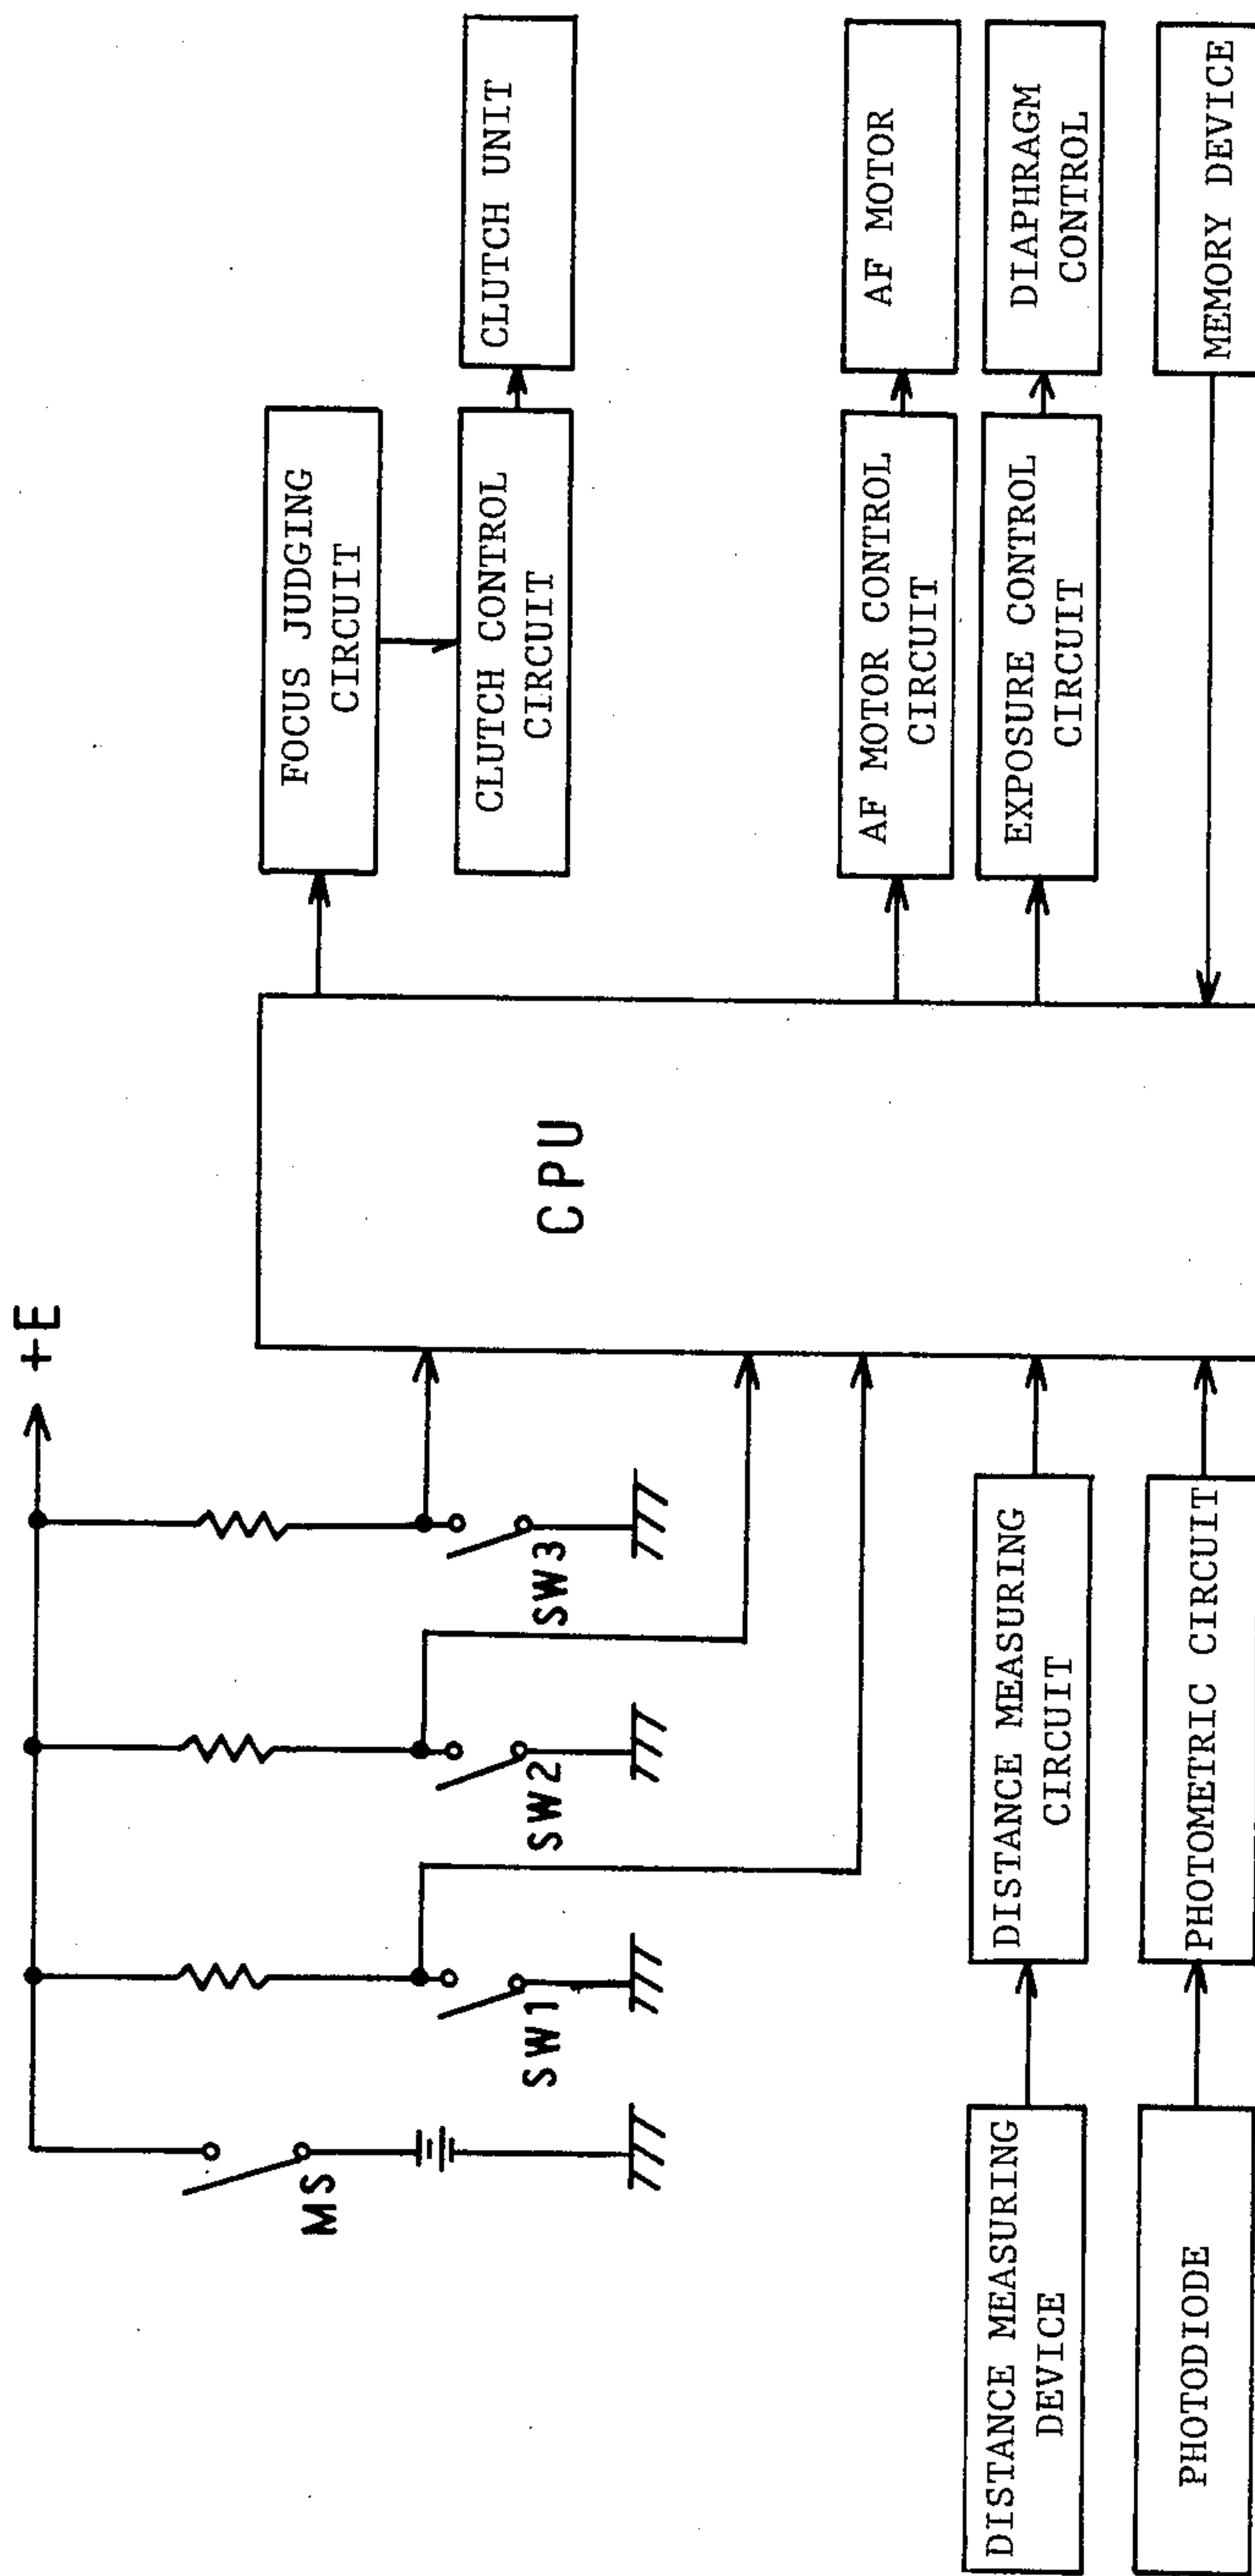 +E
MS
SW1
SW2
SW3
CPU
FOCUS JUDGING
CIRCUIT
CLUTCH CONTROL
CIRCUIT
CLUTCH UNIT
AF MOTOR CONTROL
CIRCUIT
AF MOTOR
EXPOSURE CONTROL
CIRCUIT
DIAPHRAGM
CONTROL
MEMORY DEVICE
DISTANCE MEASURING
DEVICE
DISTANCE MEASURING
CIRCUIT
PHOTODIODE
PHOTOMETRIC CIRCUIT